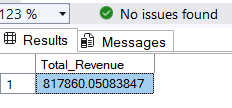 123 %
No issues found
Results
Messages
Total_Revenue
1
817860.05083847